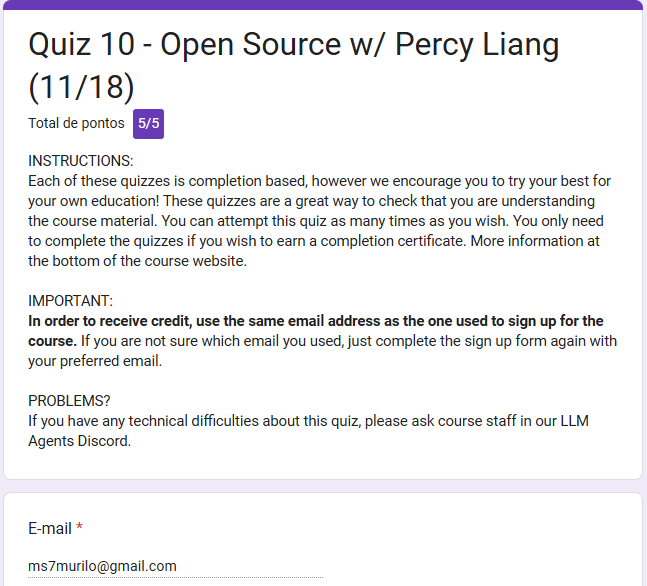 Quiz 10 - Open Source w/ Percy Liang
(11/18)
Total de pontos 5/5
INSTRUCTIONS:
Each of these quizzes is completion based, however we encourage you to try your best for
your own education! These quizzes are a great way to check that you are understanding
the course material. You can attempt this quiz as many times as you wish. You only need
to complete the quizzes if you wish to earn a completion certificate. More information at
the bottom of the course website.
IMPORTANT:
In order to receive credit, use the same email address as the one used to sign up for the
course. If you are not sure which email you used, just complete the sign up form again with
your preferred email.
PROBLEMS?
If you have any technical difficulties about this quiz, please ask course staff in our LLM
Agents Discord.
E-mail *
ms7murilo@gmail.com